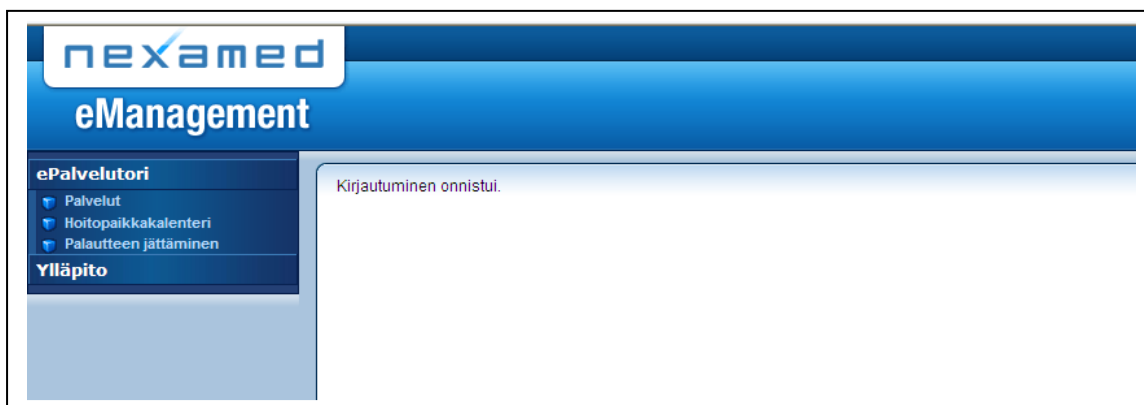 nexamed
eManagement
ePalvelutori
Palvelut
Hoitopaikkakalenteri
Palautteen jättäminen
Ylläpito
Kirjautuminen onnistui.